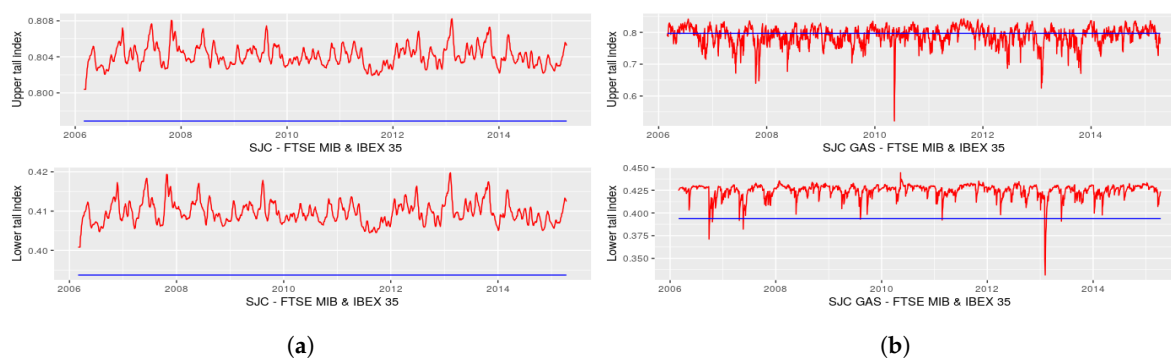 Upper tail Index
0.808
0.804
0.800
2006 2008 2010 2012 2014
SJC - FTSE MIB & IBEX 35
Lower tail Index
0.42
0.41
0.40
2006 2008 2010 2012 2014
SJC - FTSE MIB & IBEX 35
(a)
Upper tail Index
0.8
0.7
0.6
2006 2008 2010 2012 2014
SJC GAS - FTSE MIB & IBEX 35
Lower tail Index
0.450
0.425
0.400
0.375
0.350
2006 2008 2010 2012 2014
SJC GAS - FTSE MIB & IBEX 35
(b)